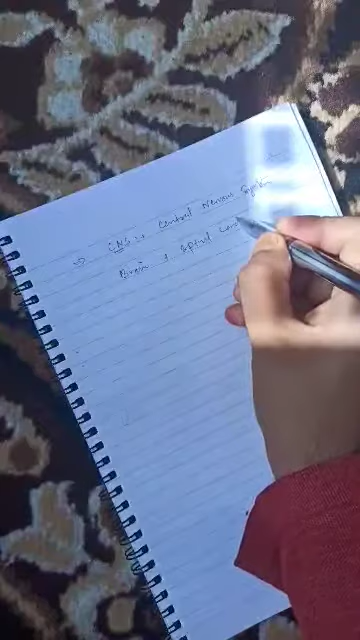 → CNS :→ Central Nervous System
Brain & Spinal Cord